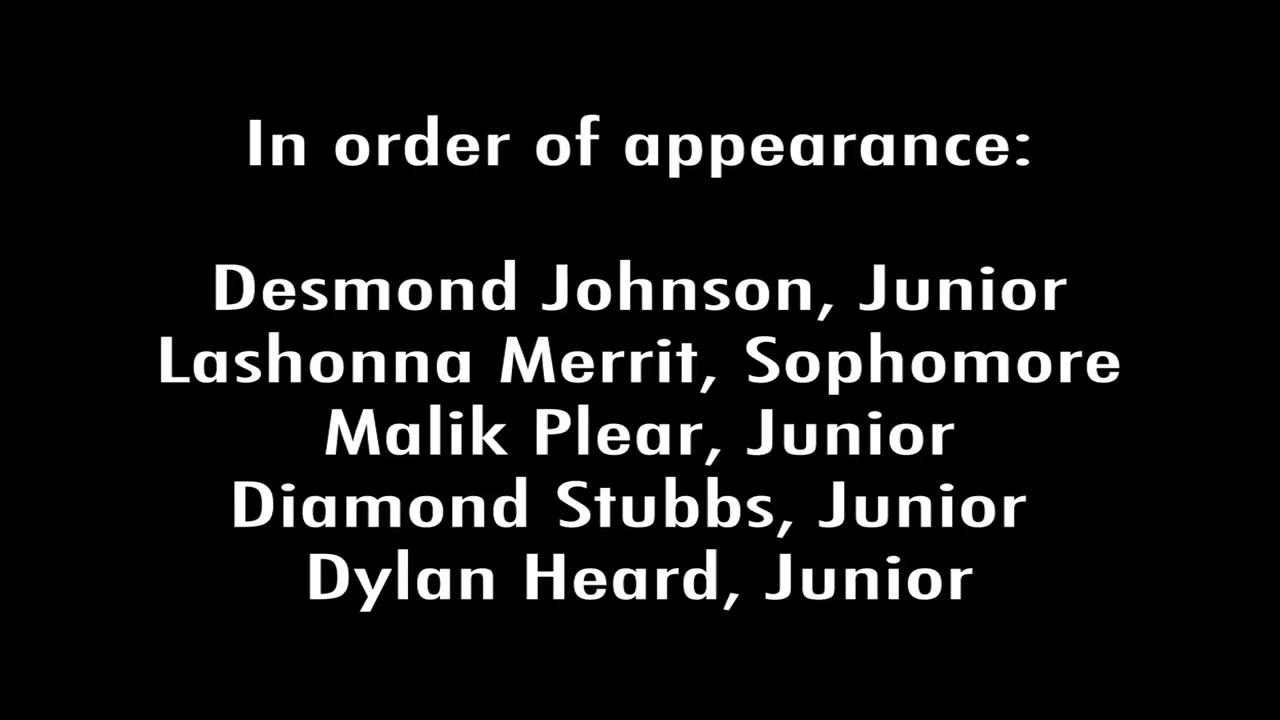 In order of appearance:
Desmond Johnson, Junior
Lashonna Merrit, Sophomore
Malik Plear, Junior
Diamond Stubbs, Junior
Dylan Heard, Junior